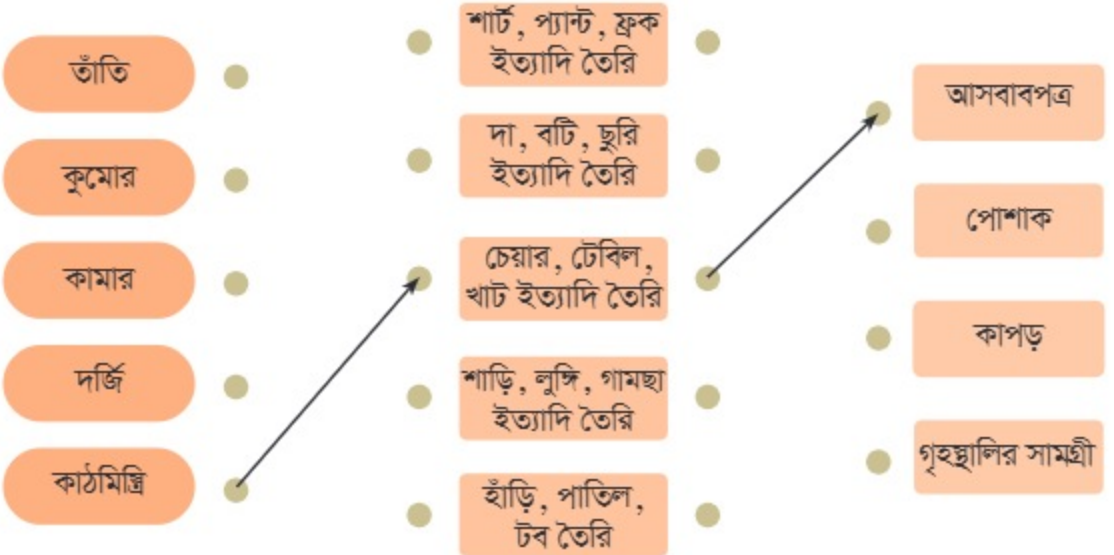 তাঁতি
কুমোর
কামার
দর্জি
কাঠমিস্ত্রি
শার্ট, প্যান্ট, ফ্রক
ইত্যাদি তৈরি
দা, বটি, ছুরি
ইত্যাদি তৈরি
চেয়ার, টেবিল,
খাট ইত্যাদি তৈরি
শাড়ি, লুঙ্গি, গামছা
ইত্যাদি তৈরি
হাঁড়ি, পাতিল,
টব তৈরি
আসবাবপত্র
পোশাক
কাপড়
গৃহস্থালির সামগ্রী